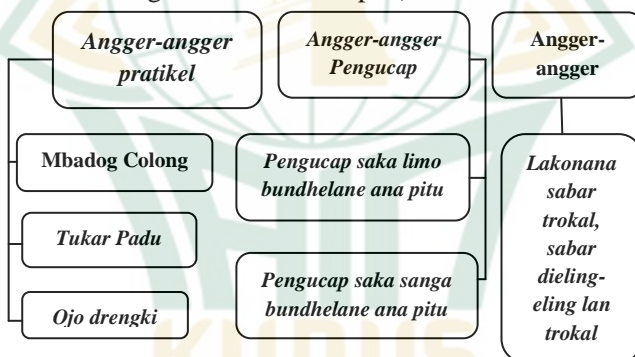 Angger-angger
pratikel
Angger-angger
Pengucap
Angger-
angger
Mbadog Colong
Tukar Padu
Ojo drengki
Pengucap saka limo
bundhelane ana pitu
Pengucap saka sanga
bundhelane ana pitu
Lakonana
sabar
trokal,
sabar
dieling-
eling lan
trokal
KUDUS